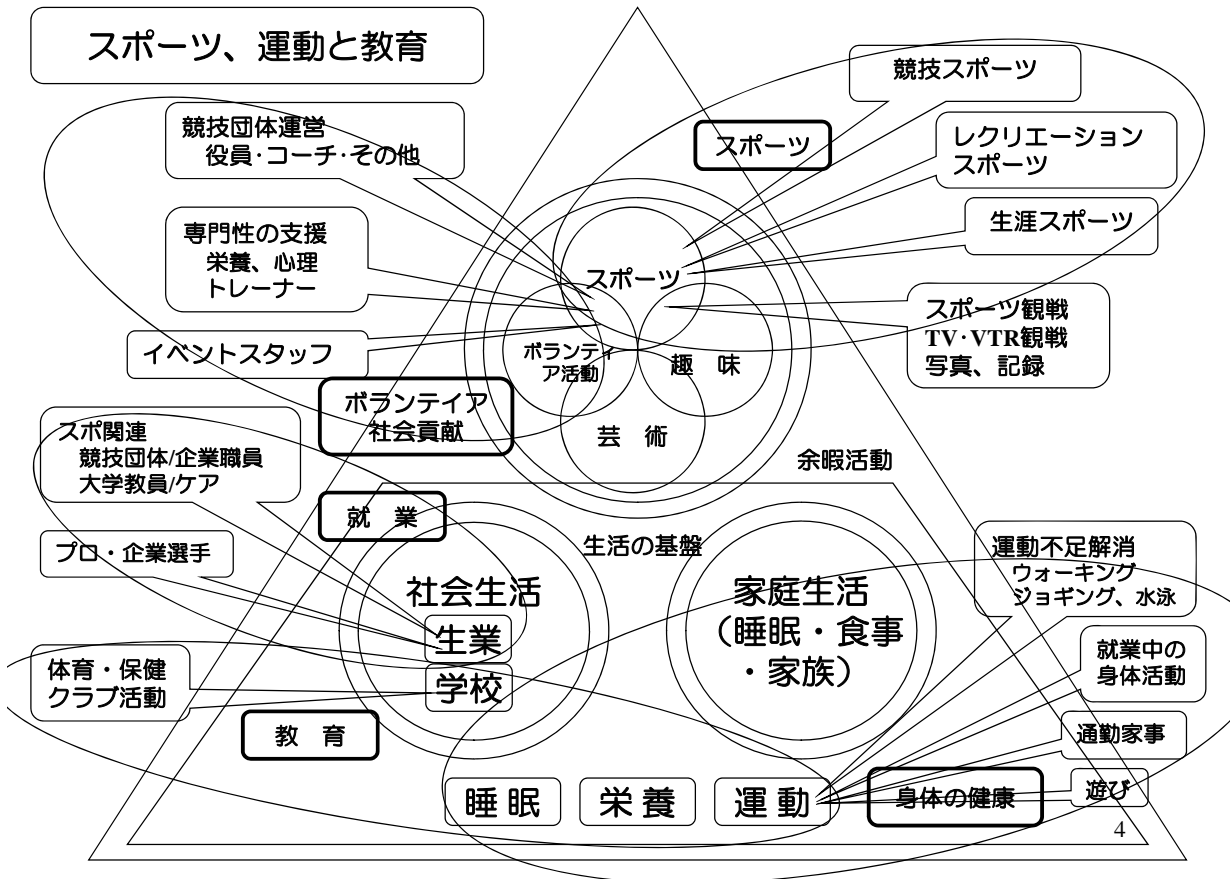 スポーツ、運動と教育
競技スポーツ
競技団体運営
役員・コーチ・その他
スポーツ
レクリエーション
スポーツ
専門性の支援
栄養、心理
トレーナー
生涯スポーツ
スポーツ
スポーツ観戦
TV・VTR観戦
写真、記録
イベントスタッフ
ボランティ
ア活動
趣 味
ボランテイア
社会貢献
芸 術
スポ関連
競技団体/企業職員
大学教員/ケア
余暇活動
就 業
生活の基盤
プロ・企業選手
運動不足解消
ウォーキング
ジョギング、水泳
社会生活
生業
学校
家庭生活
（睡眠・食事
・家族）
体育・保健
クラブ活動
就業中の
身体活動
教 育
通勤家事
睡 眠
栄 養
運 動
身体の健康
遊び
4